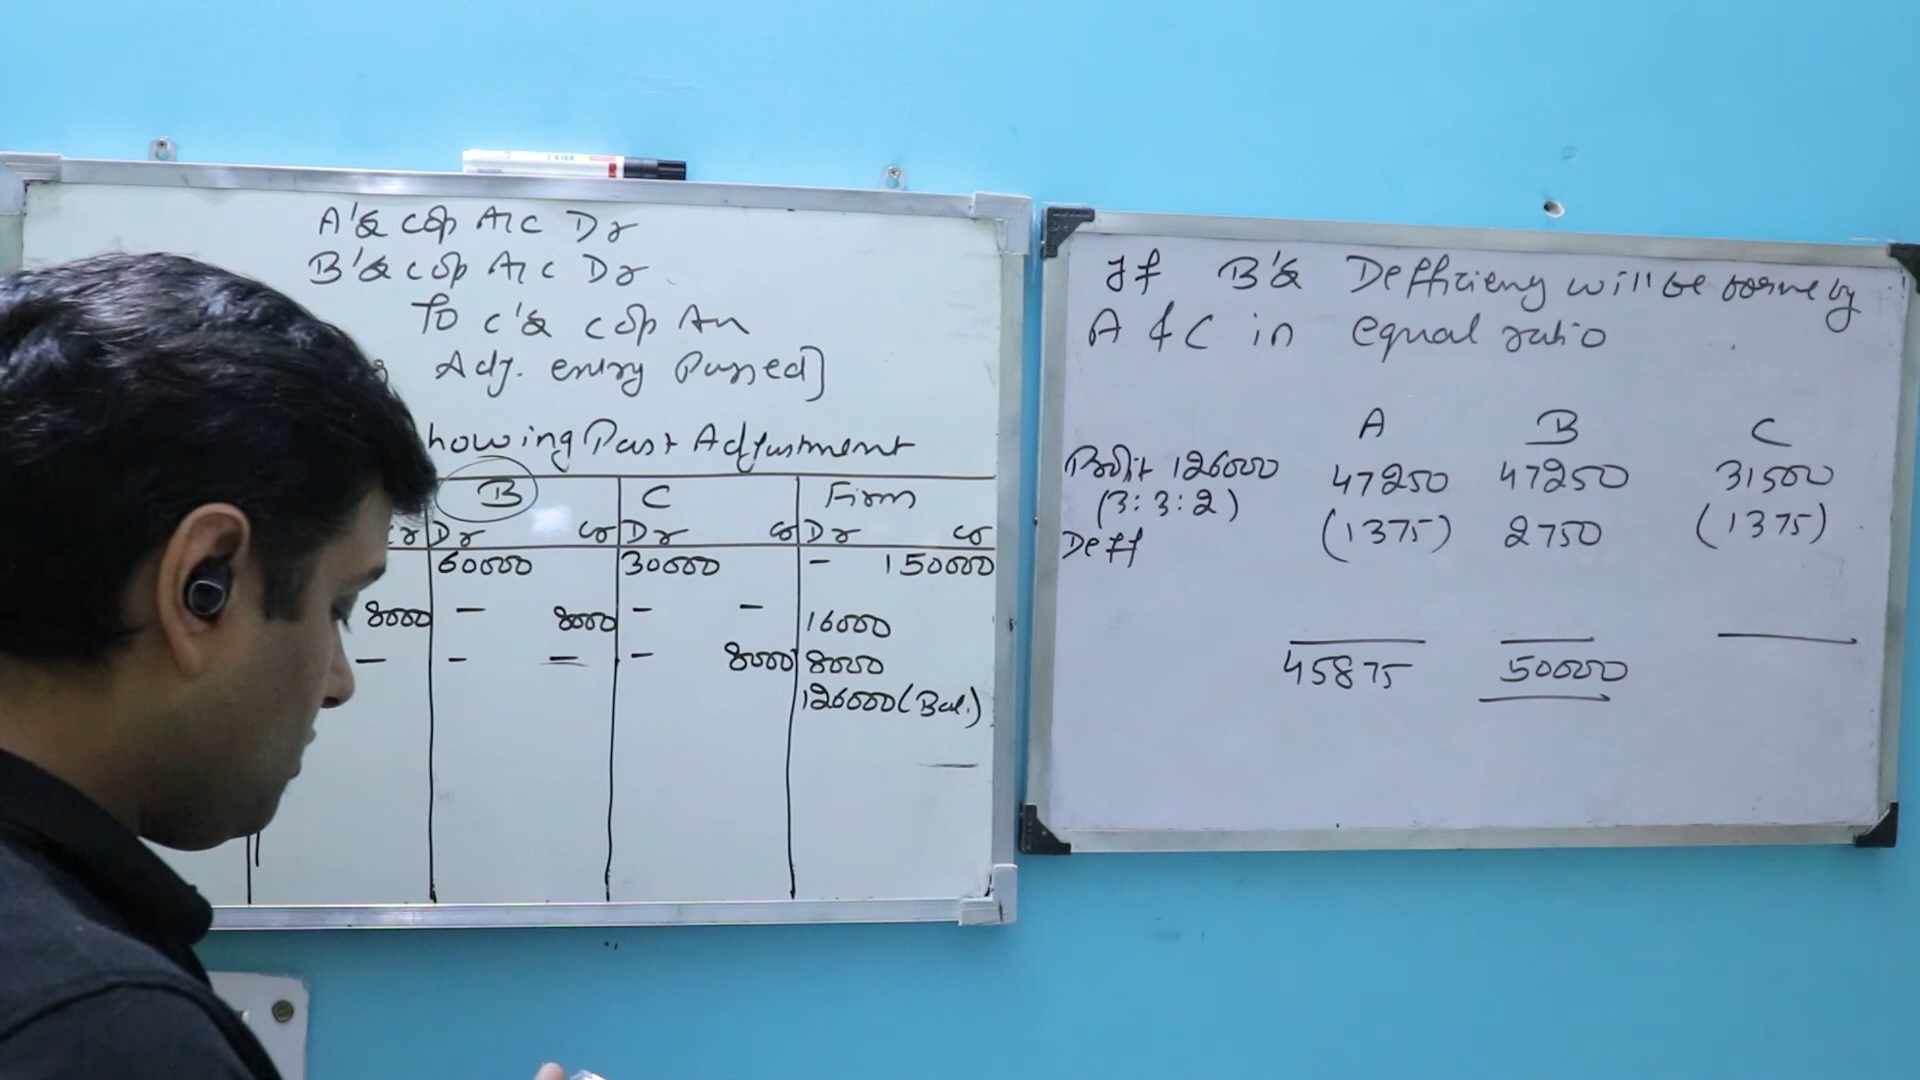 A's cap A/c Dr
B's cap A/c Dr
To C's cap A/c
Adj. entry Passed]
howing Past Adjustment
B C Firm
Cr Dr Cr Dr Cr Dr Cr
60000 30000 - 150000
8000 - 8000 - - 16000
- - - - 8000 8000
126000 (Bal.)
If B's Defficieny will be borne by
A & C in equal ratio
A B C
Profit 126000 47250 47250 31500
(3:3:2)
Deff (1375) 2750 (1375)
45875 50000